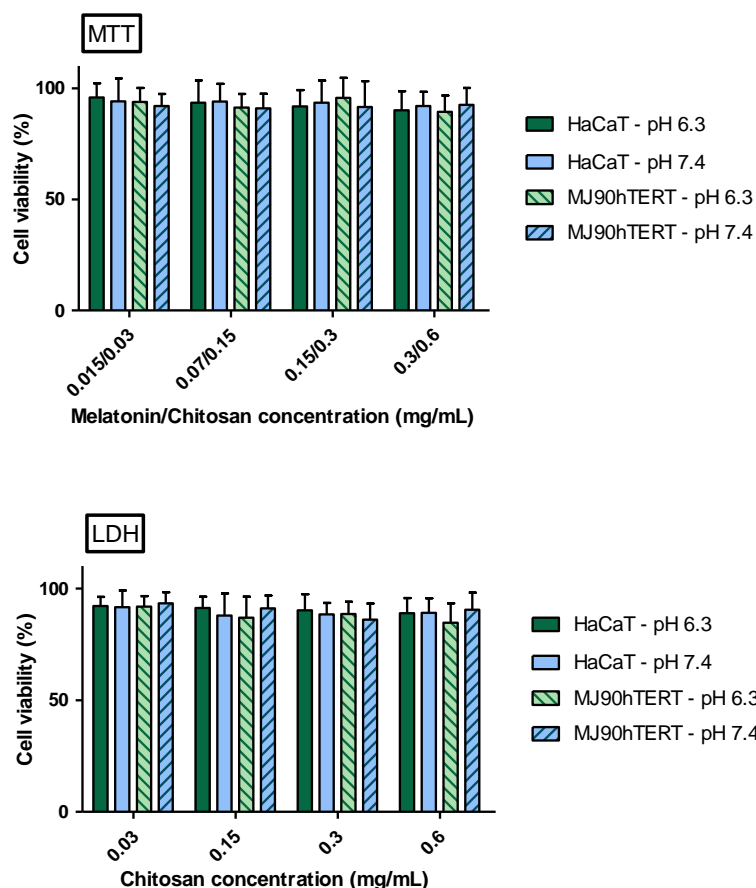 MTT
100
50
0
Cell viability (%)
0.015/0.03
0.07/0.15
0.15/0.3
0.3/0.6
Melatonin/Chitosan concentration (mg/mL)
HaCaT - pH 6.3
HaCaT - pH 7.4
MJ90hTERT - pH 6.3
MJ90hTERT - pH 7.4
LDH
100
50
0
Cell viability (%)
0.03
0.15
0.3
0.6
Chitosan concentration (mg/mL)
HaCaT - pH 6.3
HaCaT - pH 7.4
MJ90hTERT - pH 6.3
MJ90hTERT - pH 7.4